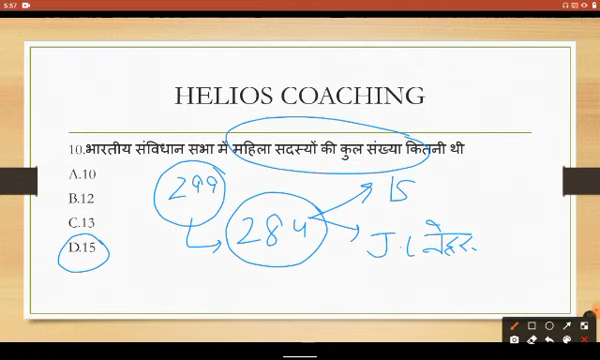 5:57
HELIOS COACHING
10.भारतीय संविधान सभा में महिला सदस्यों की कुल संख्या कितनी थी
A.10
299
15
B.12
284
C.13
J.L नेहरू
D.15